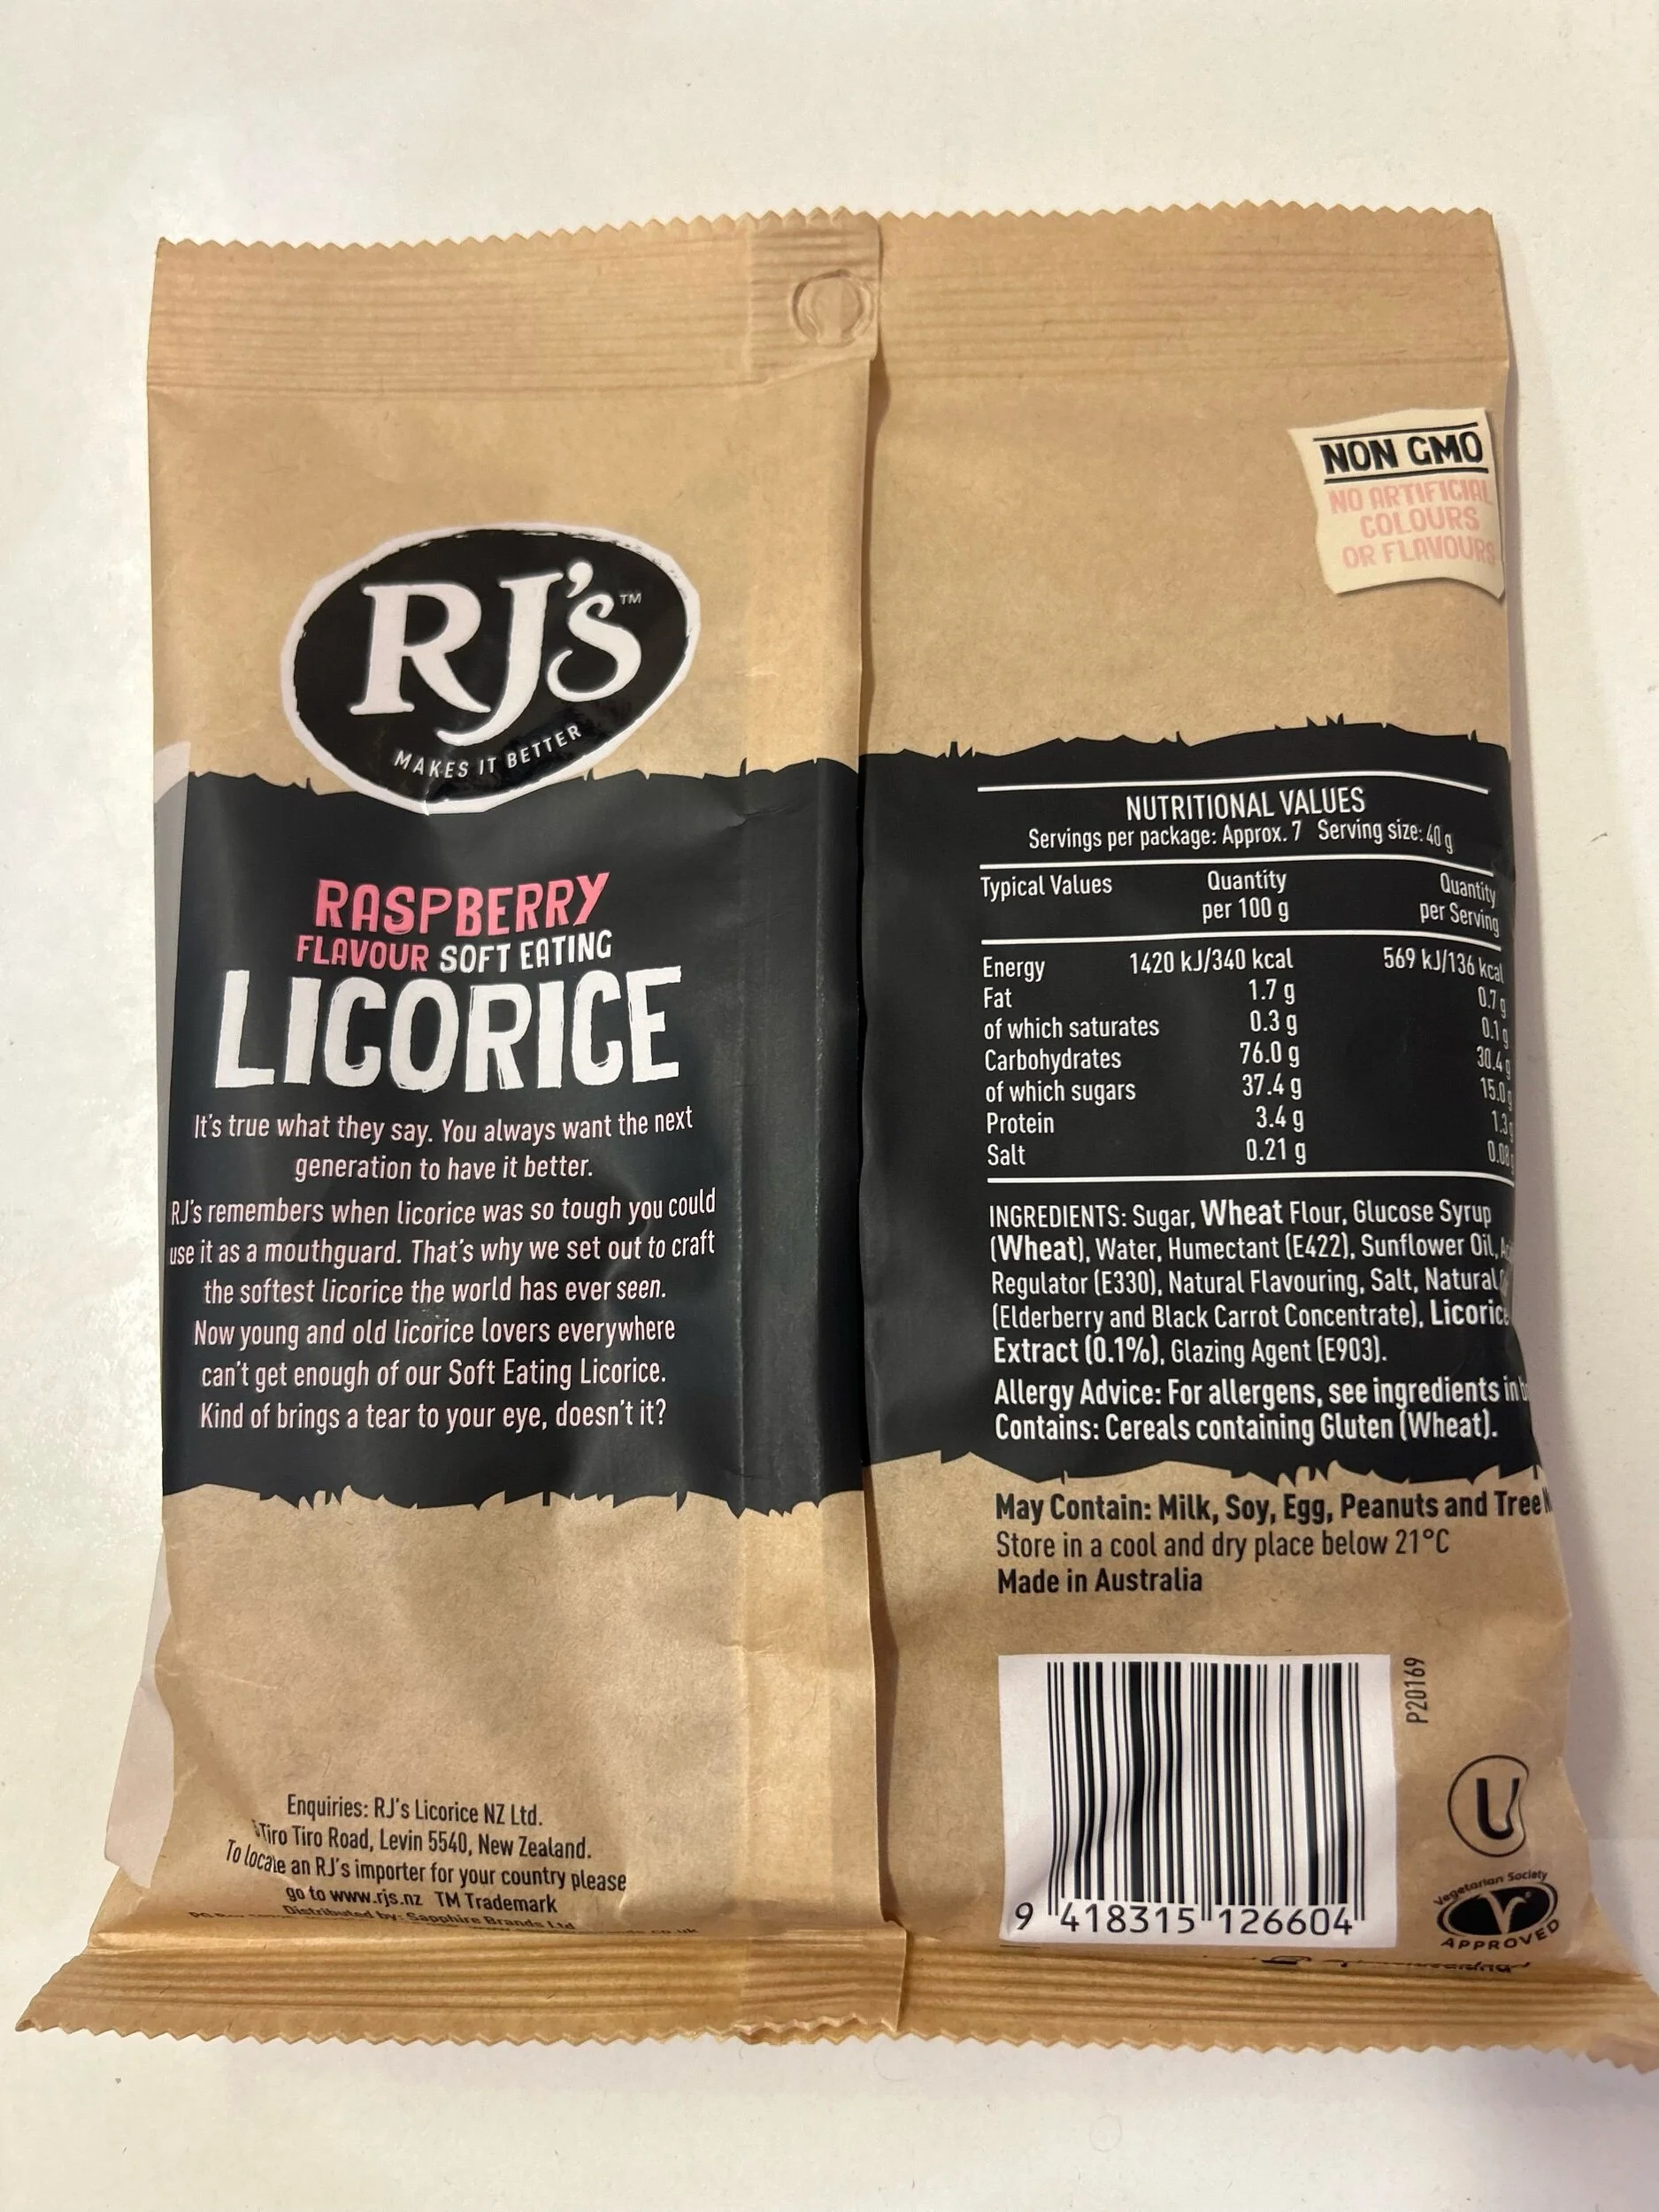 RJ's™
MAKES IT BETTER
RASPBERRY
FLAVOUR SOFT EATING
LICORICE
It's true what they say. You always want the next
generation to have it better.
RJ's remembers when licorice was so tough you could
use it as a mouthguard. That's why we set out to craft
the softest licorice the world has ever seen.
Now young and old licorice lovers everywhere
can't get enough of our Soft Eating Licorice.
Kind of brings a tear to your eye, doesn't it?
Enquiries: RJ's Licorice NZ Ltd.
Tiro Tiro Road, Levin 5540, New Zealand.
To locate an RJ's importer for your country please
go to www.rjs.nz TM Trademark
Distributed by: Sapphire Brands Ltd
NON GMO
NO ARTIFICIAL
COLOURS
OR FLAVOURS
NUTRITIONAL VALUES
Servings per package: Approx. 7 Serving size: 40 g
Typical Values Quantity per 100 g Quantity per Serving
Energy 1420 kJ/340 kcal 569 kJ/136 kcal
Fat 1.7 g 0.7 g
of which saturates 0.3 g 0.1 g
Carbohydrates 76.0 g 30.4 g
of which sugars 37.4 g 15.0 g
Protein 3.4 g 1.3 g
Salt 0.21 g 0.08 g
INGREDIENTS: Sugar, Wheat Flour, Glucose Syrup
(Wheat), Water, Humectant (E422), Sunflower Oil,
Regulator (E330), Natural Flavouring, Salt, Natural
(Elderberry and Black Carrot Concentrate), Licorice
Extract (0.1%), Glazing Agent (E903).
Allergy Advice: For allergens, see ingredients in
Contains: Cereals containing Gluten (Wheat).
May Contain: Milk, Soy, Egg, Peanuts and Tree
Store in a cool and dry place below 21°C
Made in Australia
P20169
9 418315 126604
U
Vegetarian Society
V
APPROVED